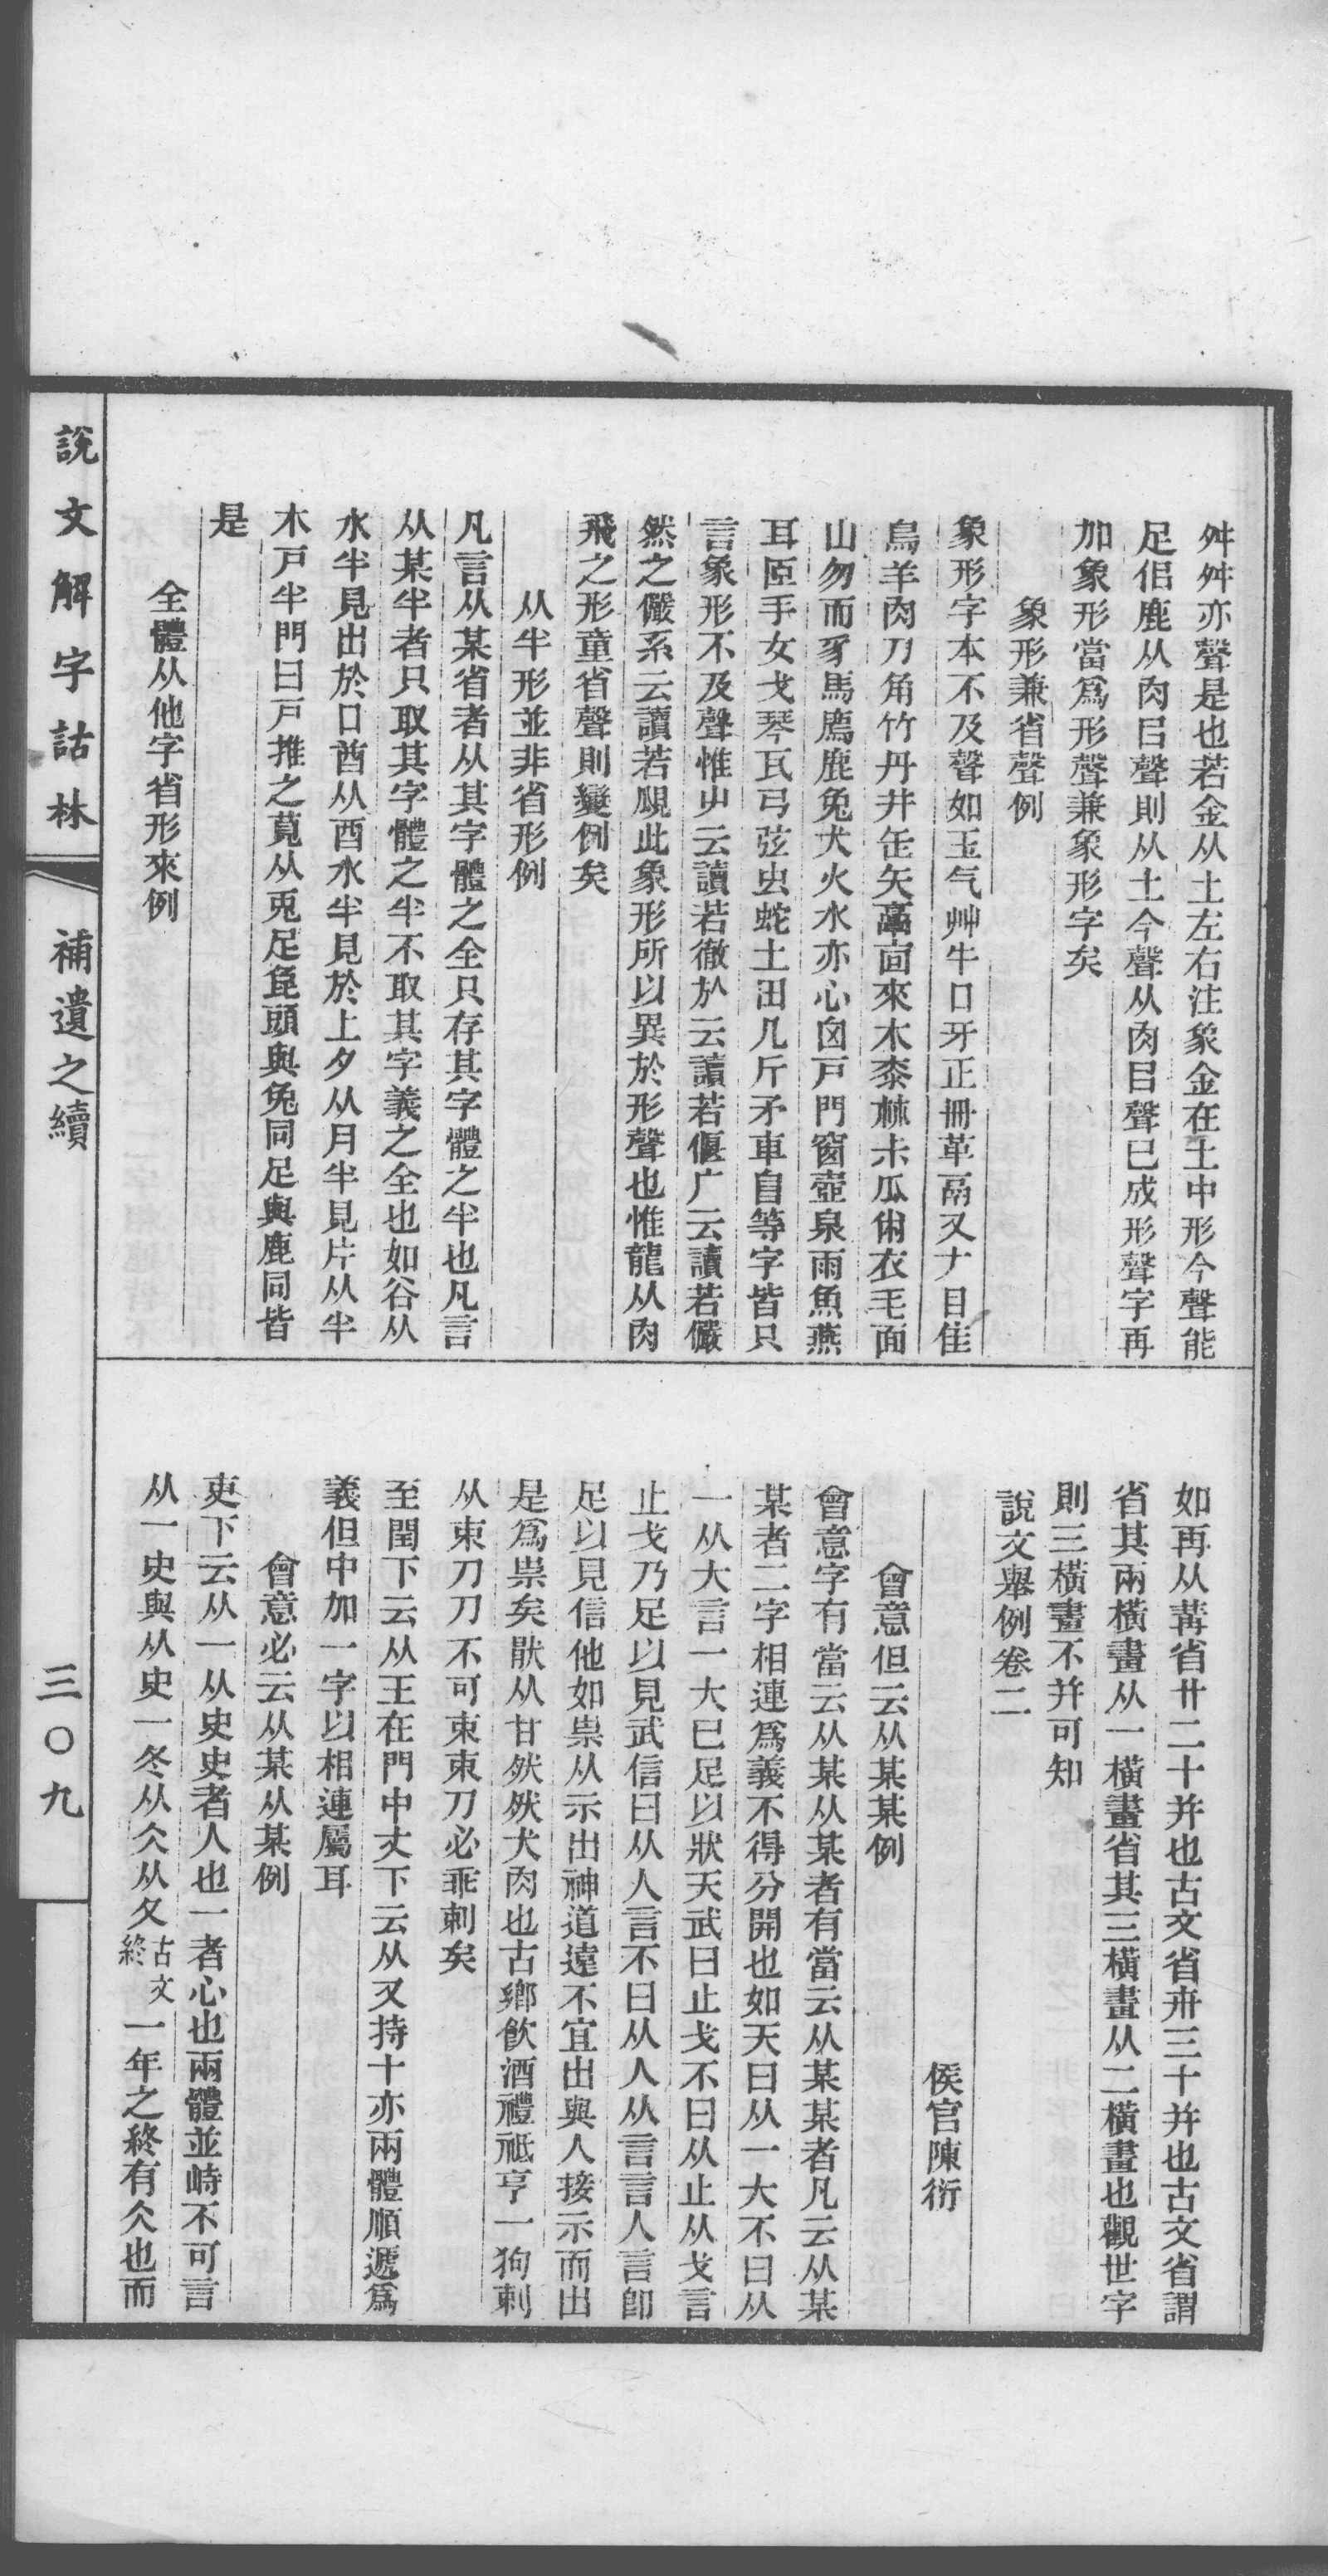 舛舛亦聲是也若金从土左右注象金在土中形今聲能
足㠯鹿从肉㠯聲則从土今聲从肉㠯聲已成形聲字再
加象形當爲形聲兼象形字矣
象形兼省聲例
象形字本不及聲如玉气艸牛口牙正冊革鬲又𠂇目隹
鳥羊肉刀角竹丹井缶矢㐭來木桼𣏟尗瓜㡀衣毛面
山勿而豸馬廌鹿兔犬火水亦心囟戸門窗壺泉雨魚燕
耳𦣞手女戈琴瓦弓弦虫蛇土田几斤矛車𠂤等字皆只
言象形不及聲惟屮云讀若徹㫃云讀若偃广云讀若儼
然之儼系云讀若覛此象形所以異於形聲也惟龍从肉
飛之形童省聲則變例矣
从半形並非省形例
凡言从某省者从其字體之全只存其字體之半也凡言
从某半者只取其字體之半不取其字義之全也如谷从
水半見出於口酋从酉水半見於上夕从月半見片从半
木戸半門曰戸推之萈从兎足㲋頭與兔同足與鹿同皆
是
全體从他字省形來例
如再从冓省廿二十并也古文省卅三十并也古文省謂
省其兩橫畫从一橫畫省其三橫畫从二橫畫也觀世字
則三橫畫不并可知
說文舉例卷二
侯官陳衍
會意但云从某某例
會意字有當云从某从某者有當云从某某者凡云从某
某者二字相連爲義不得分開也如天曰从一大不曰从
一从大言一大已足以狀天武曰止戈不曰从止从戈言
止戈乃足以見武信曰从人言不曰从人从言言人言卽
足以見信他如祟从示出神道遠不宜出與人接示而出
是爲祟矣猒从甘肰肰犬肉也古鄉飲酒禮祗亨一狗剌
从束刀刀不可束束刀必乖剌矣
至閏下云从王在門中支下云从又持十亦兩體順遞爲
義但中加一字以相連屬耳
會意必云从某从某例
吏下云从一从史史者人也一者心也兩體並峙不可言
从一史與从史一冬从仌从夂古文終一年之終有仌也而
說文解字詁林
補遺之續
三〇九